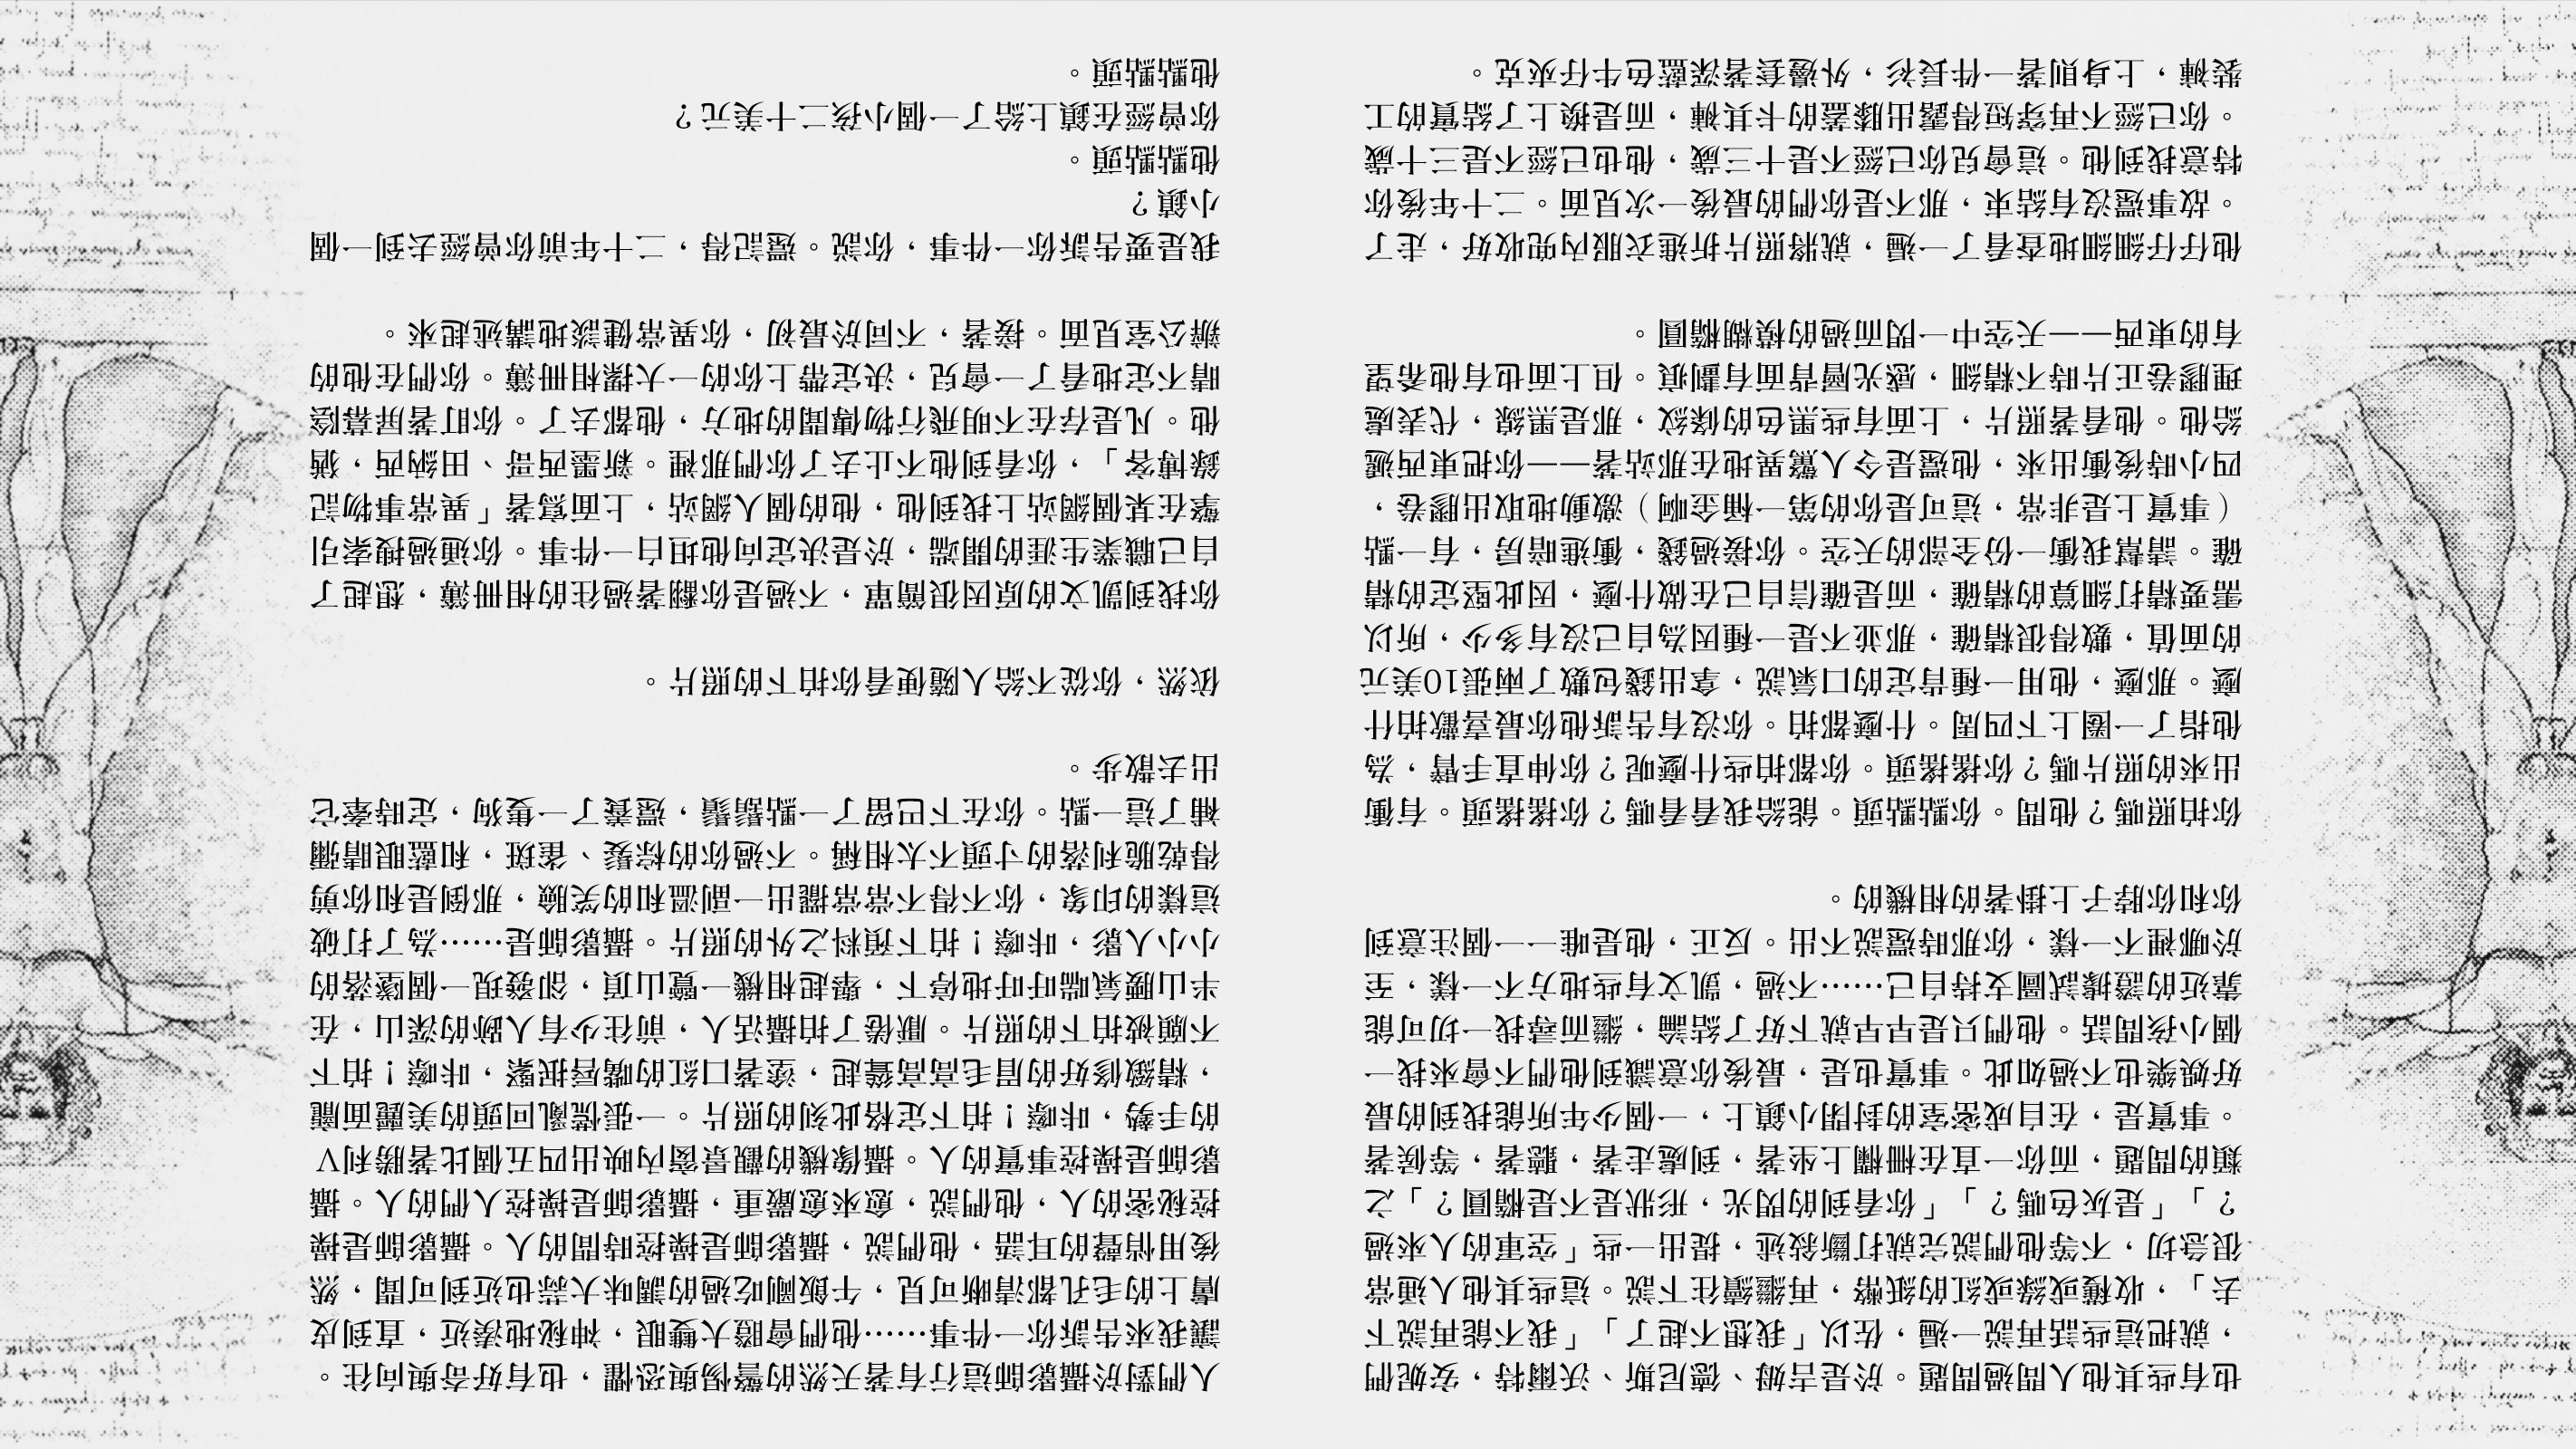 也有些其他人問過問題。於是吉姆、德尼斯、沃爾特，安妮們
，就把這些話再説一遍，佐以「我想不起了」「我不能再説下
去」，收穫或綠或紅的紙幣，再繼續往下説。這些其他人通常
很急切，不等他們説完就打斷敍述，提出一些「空軍的人來過
？」「是灰色嗎？」「你看到的閃光，形狀是不是橢圓？」之
類的問題，而你一直在柵欄上坐著，到處走著，聽著，等候著
。事實是，在自成密室的封閉小鎮上，一個少年所能找到的最
好娛樂也不過如此。事實也是，最後你意識到他們不會來找一
個小孩問話。他們只是早早就下好了結論，繼而尋找一切可能
靠近的證據試圖支持自己⋯⋯不過，凱文有些地方不一樣，至
於哪裡不一樣，你那時還説不出。反正，他是唯一一個注意到
你和你脖子上掛著的相機的。
你拍照嗎？他問。你點點頭。能給我看看嗎？你搖搖頭。有衝
出來的照片嗎？你搖搖頭。你都拍些什麼呢？你伸直手臂，為
他指了一圈上下四周。什麼都拍。你沒有告訴他你最喜歡拍什
麼。那麼，他用一種肯定的口氣説，拿出錢包數了兩張10美元
的面值，數得很精確，那並不是一種因為自己沒有多少，所以
需要精打細算的精確，而是確信自己在做什麼，因此堅定的精
確。請幫我衝一份全部的天空。你接過錢，衝進暗房，有一點
（事實上是非常，這可是你的第一桶金啊）激動地取出膠卷，
四小時後衝出來，他還是令人驚異地在那站著——你把東西遞
給他。他看著照片，上面有些黑色的條紋，那是黑線，代表處
理膠卷正片時不精細，感光層背面有劃痕。但上面也有他希望
有的東西——天空中一閃而過的模糊橢圓。
他仔仔細細地查看了一遍，就將照片折進衣服內兜收好，走了
。故事還沒有結束，那不是你們的最後一次見面。二十年後你
特意找到他。這會兒你已經不是十三歲，他也已經不是三十歲
。你已經不再穿短得露出膝蓋的卡其褲，而是換上了結實的工
裝褲，上身則著一件長衫，外邊套著深藍色牛仔夾克。
人們對於攝影師這行有著天然的警惕與恐懼，也有好奇與向往。
讓我來告訴你一件事⋯⋯他們會瞪大雙眼，神秘地湊近，直到皮
膚上的毛孔都清晰可見，午飯剛吃過的調味大蒜也近到可聞，然
後用悄聲的耳語，他們説，攝影師是操控時間的人。攝影師是操
控秘密的人，他們説，愈來愈嚴重，攝影師是操控人們的人。攝
影師是操控事實的人。攝像機的觀景窗內映出四五個比著勝利V
的手勢，咔嚓！拍下定格此刻的照片。一張慌亂回頭的美麗面龐
，精緻修好的眉毛高高聳起，塗著口紅的嘴唇抿緊，咔嚓！拍下
不願被拍下的照片。厭倦了拍攝活人，前往少有人跡的深山，在
半山腰氣喘吁吁地停下，舉起相機一覽山頂，卻發現一個墜落的
小小人影，咔嚓！拍下預料之外的照片。攝影師是⋯⋯為了打破
這樣的印象，你不得不常常擺出一副溫和的笑臉，那倒是和你剪
得乾脆利落的寸頭不太相稱。不過你的棕髮、雀斑，和藍眼睛彌
補了這一點。你在下巴留了一點鬍鬚，還養了一隻狗，定時牽它
出去散步。
依然，你從不給人隨便看你拍下的照片。
你找到凱文的原因很簡單，不過是你翻著過往的相冊簿，想起了
自己職業生涯的開端，於是決定向他坦白一件事。你通過搜索引
擎在某個網站上找到他，他的個人網站，上面寫著「異常事物記
錄博客」，你看到他不止去了你們那裡。新墨西哥、田納西，猶
他。凡是存在不明飛行物傳聞的地方，他都去了。你盯著屏幕陰
晴不定地看了一會兒，決定帶上你的一大摞相冊簿。你們在他的
辦公室見面。接著，不同於最初，你異常健談地講述起來。
我是要告訴你一件事，你説。還記得，二十年前你曾經去到一個
小鎮？
他點點頭。
你曾經在鎮上給了一個小孩二十美元？
他點點頭。